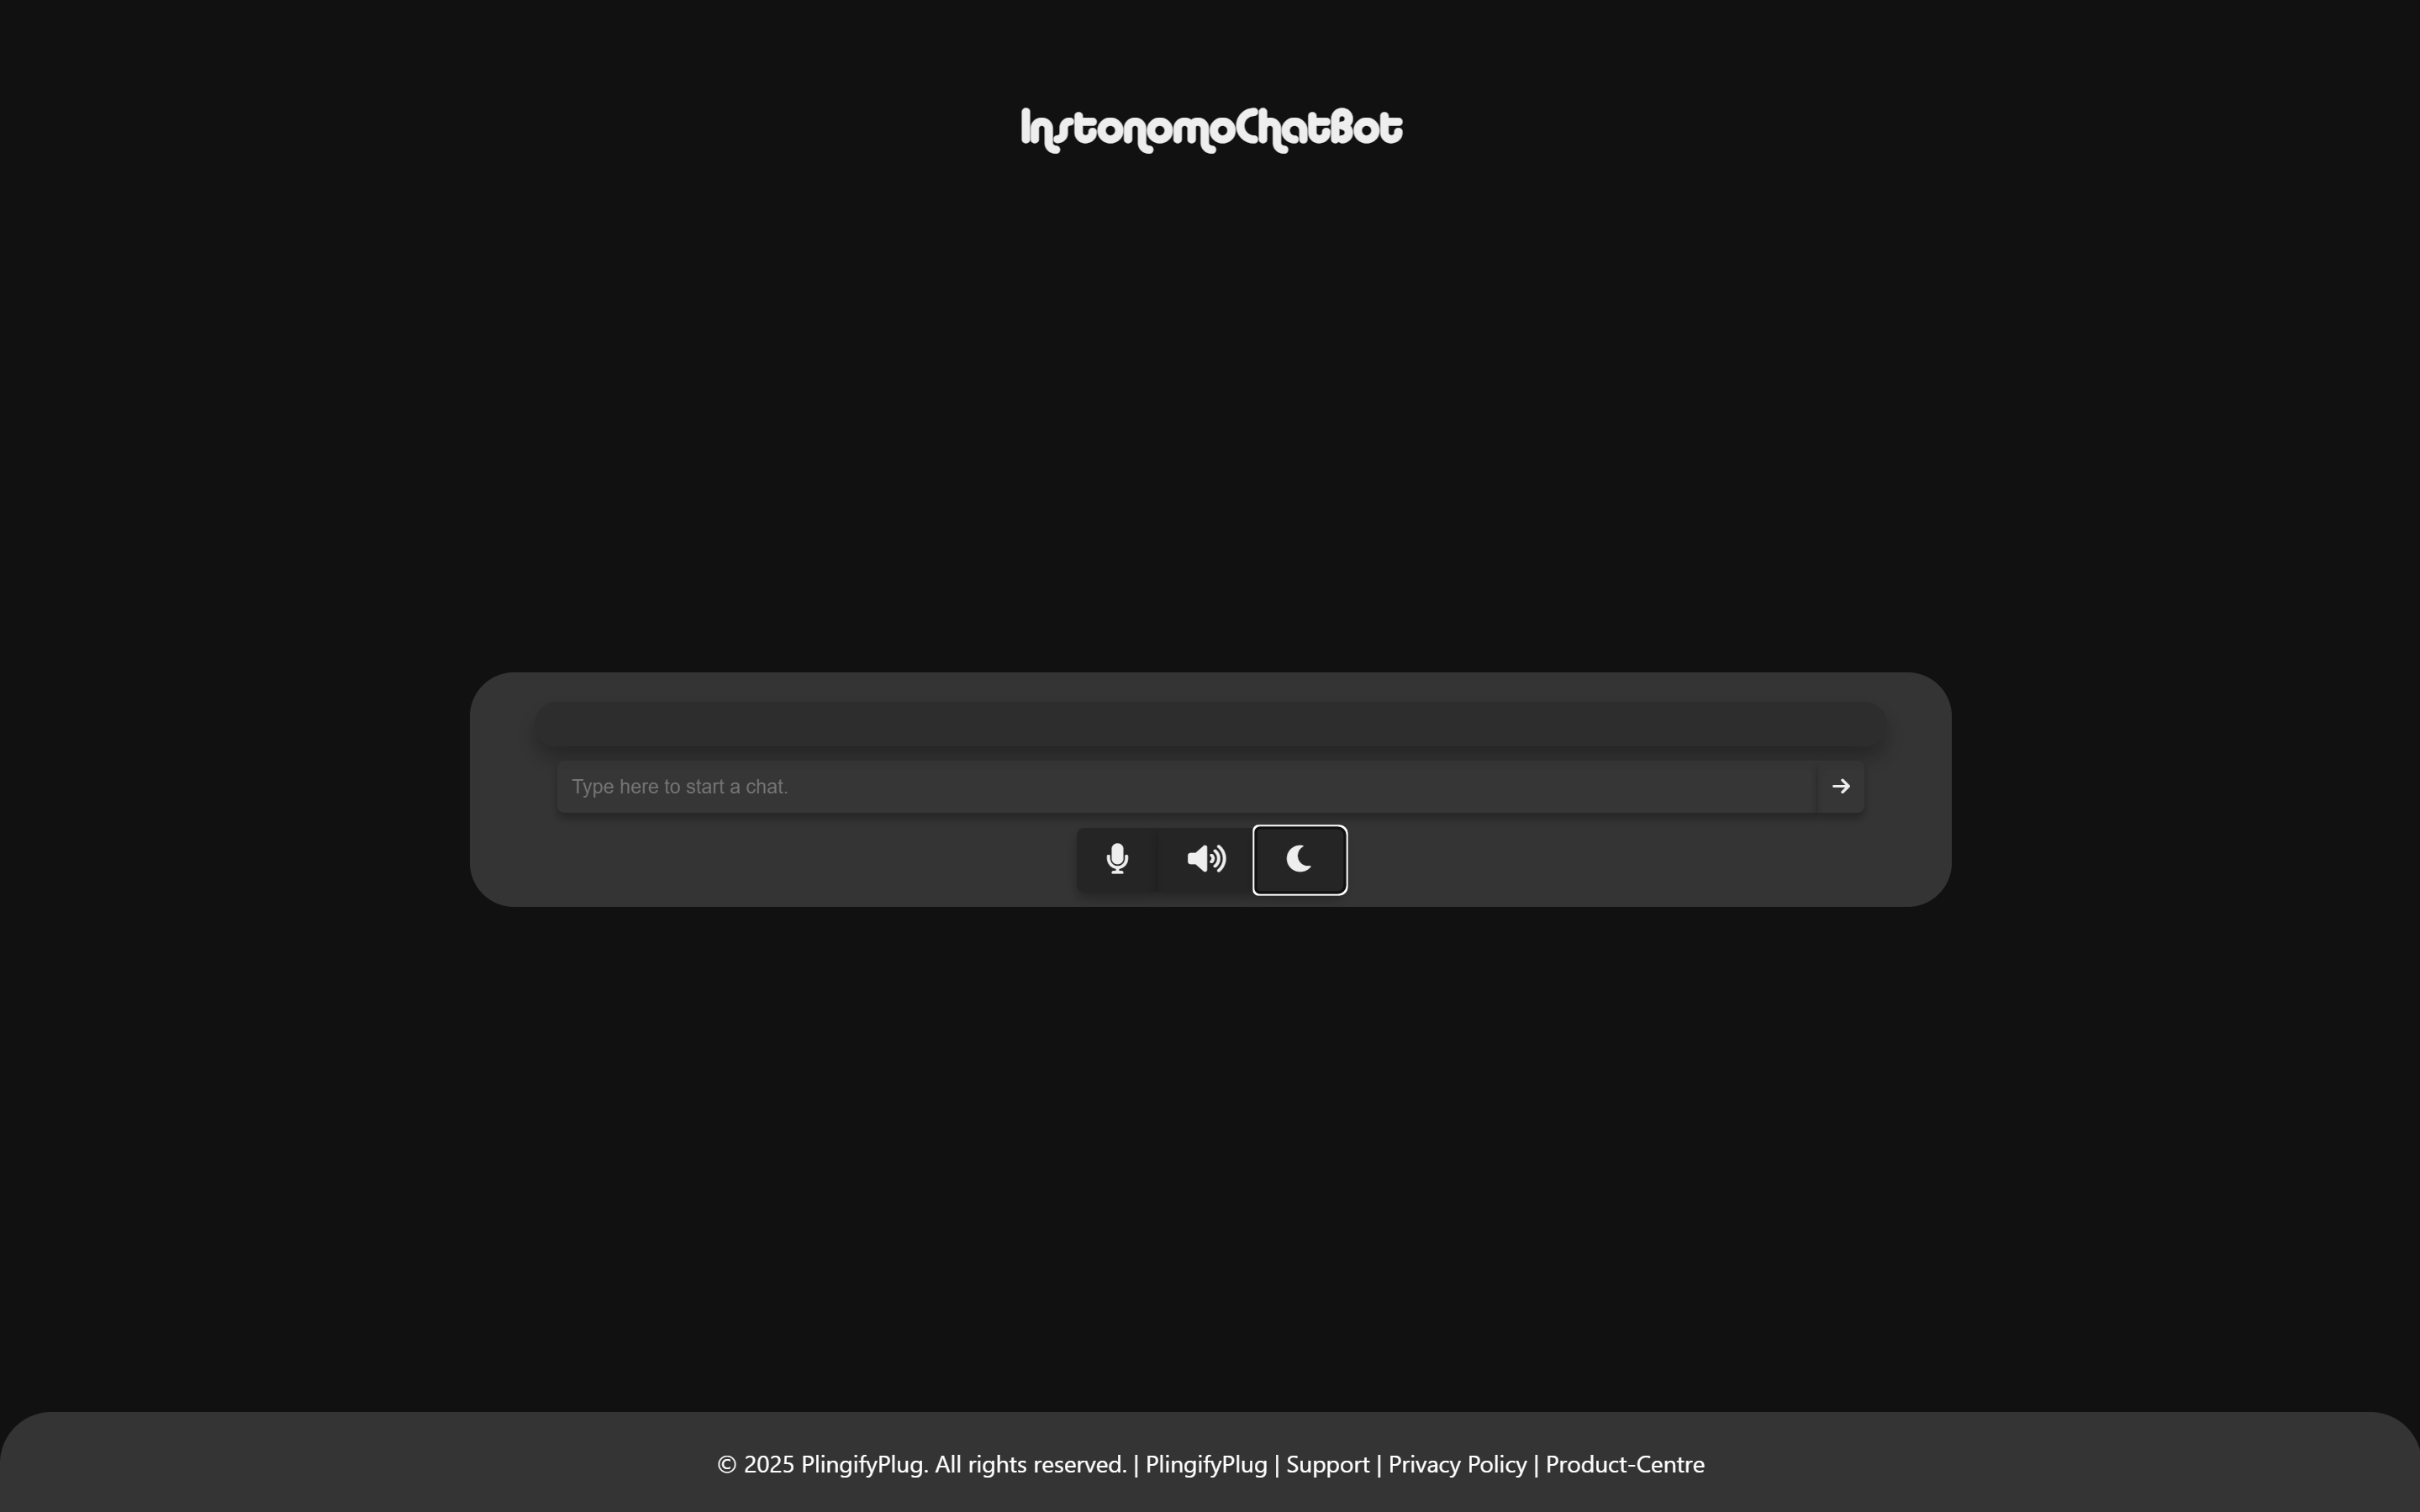 InstonomoChatBot
Type here to start a chat.
© 2025 PlingifyPlug. All rights reserved. | PlingifyPlug | Support | Privacy Policy | Product-Centre